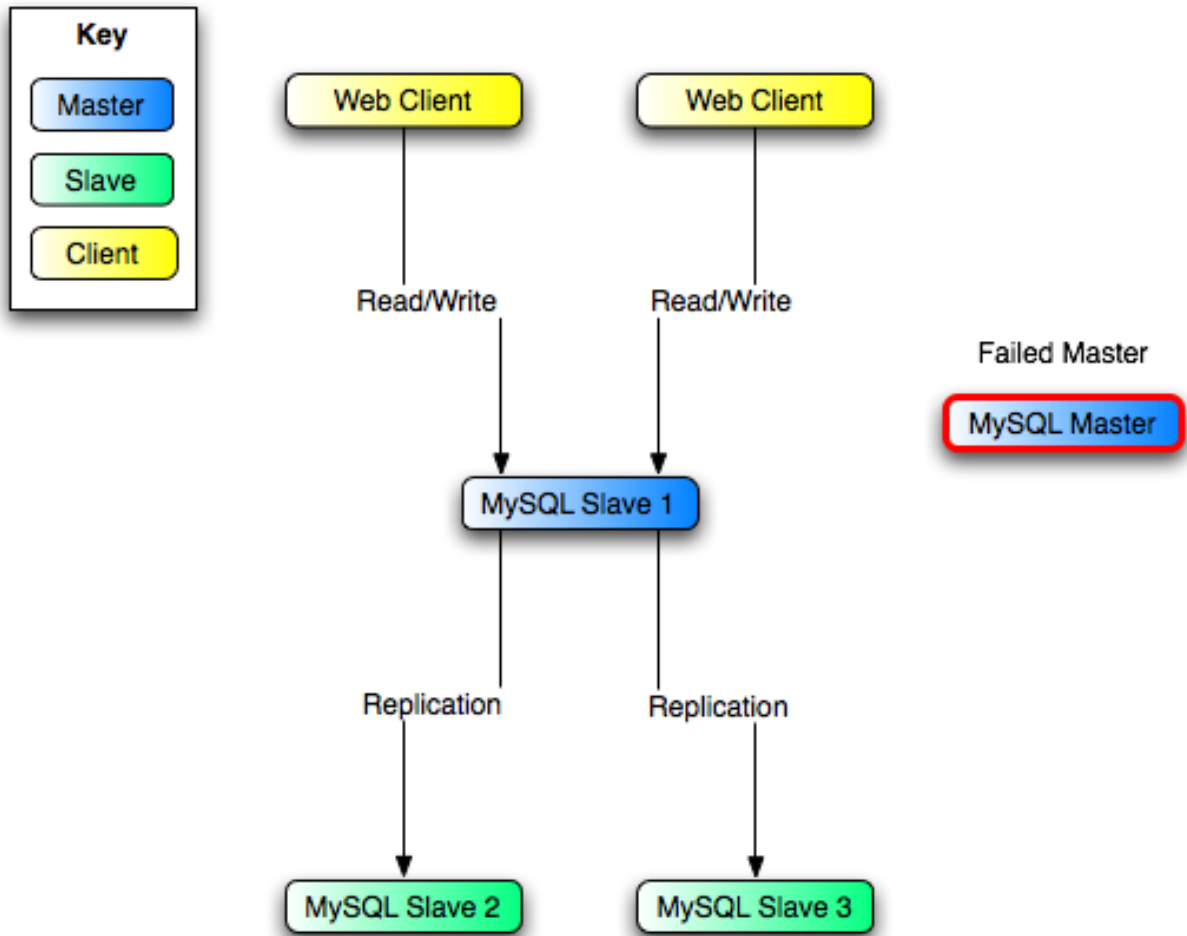 Key
Master
Slave
Client
Web Client
Web Client
Read/Write
Read/Write
Failed Master
MySQL Master
MySQL Slave 1
Replication
Replication
MySQL Slave 2
MySQL Slave 3